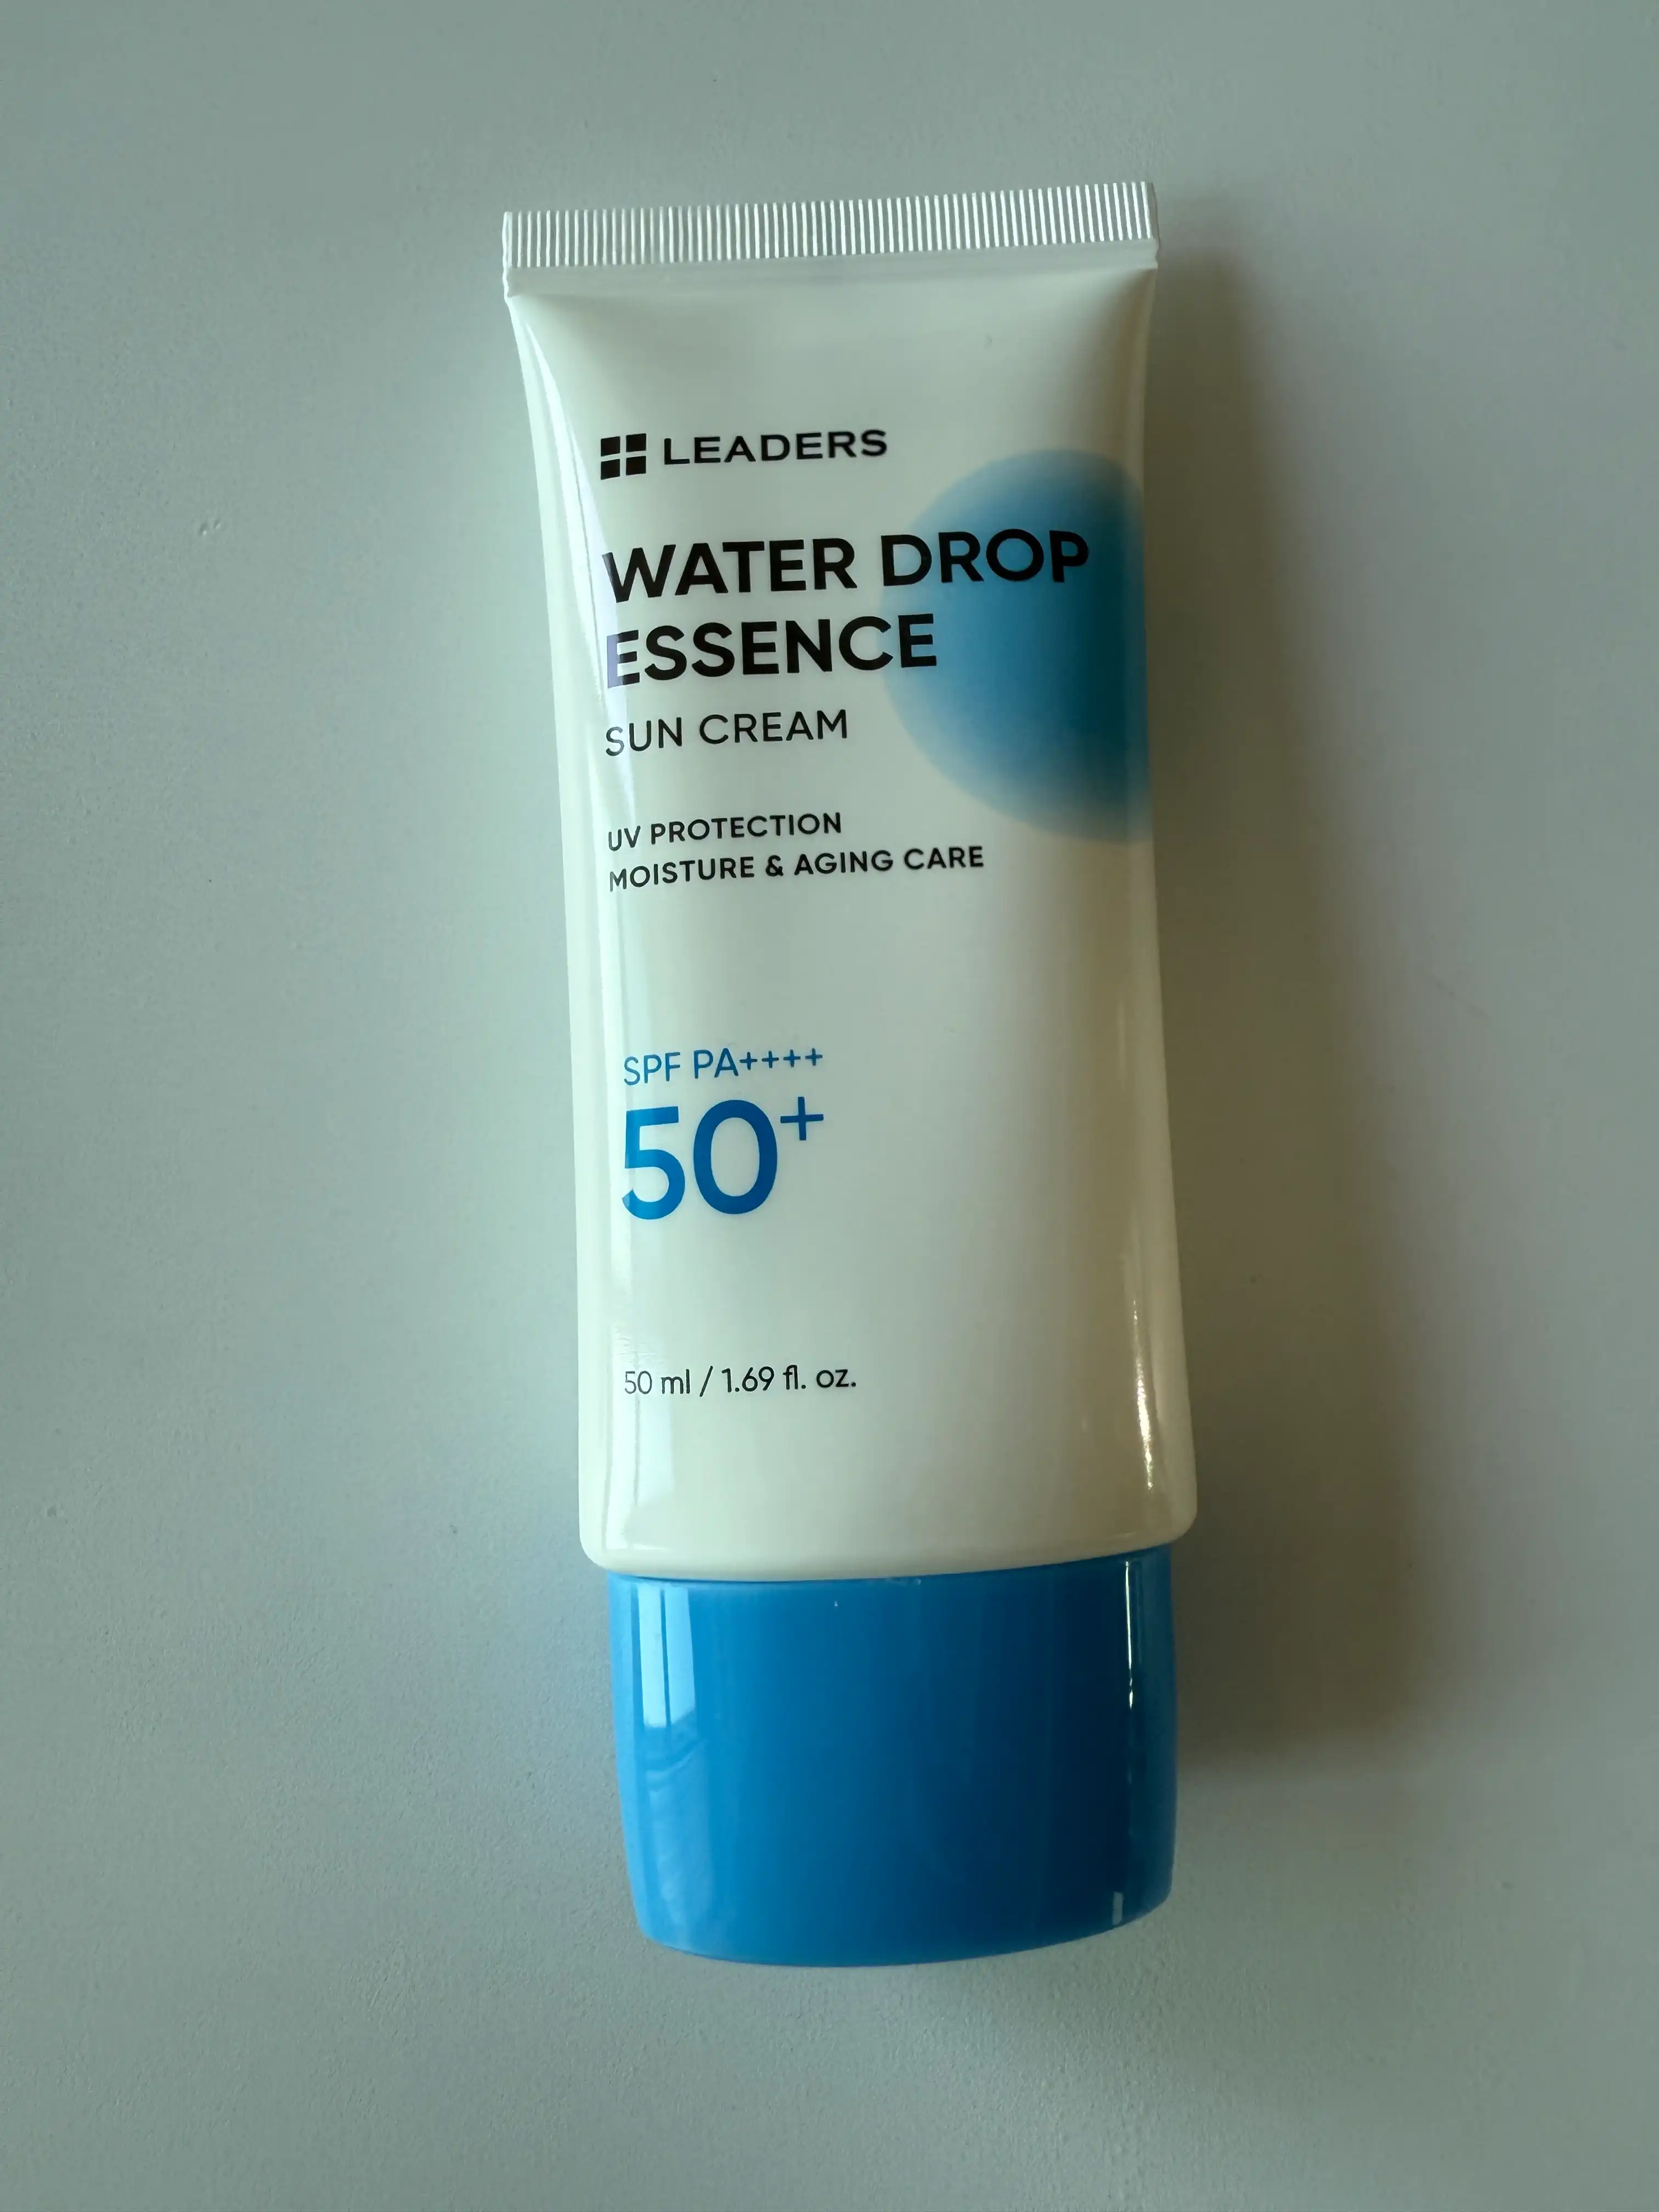 LEADERS
WATER DROP
ESSENCE
SUN CREAM
UV PROTECTION
MOISTURE & AGING CARE
SPF PA++++
50+
50 ml / 1.69 fl. oz.